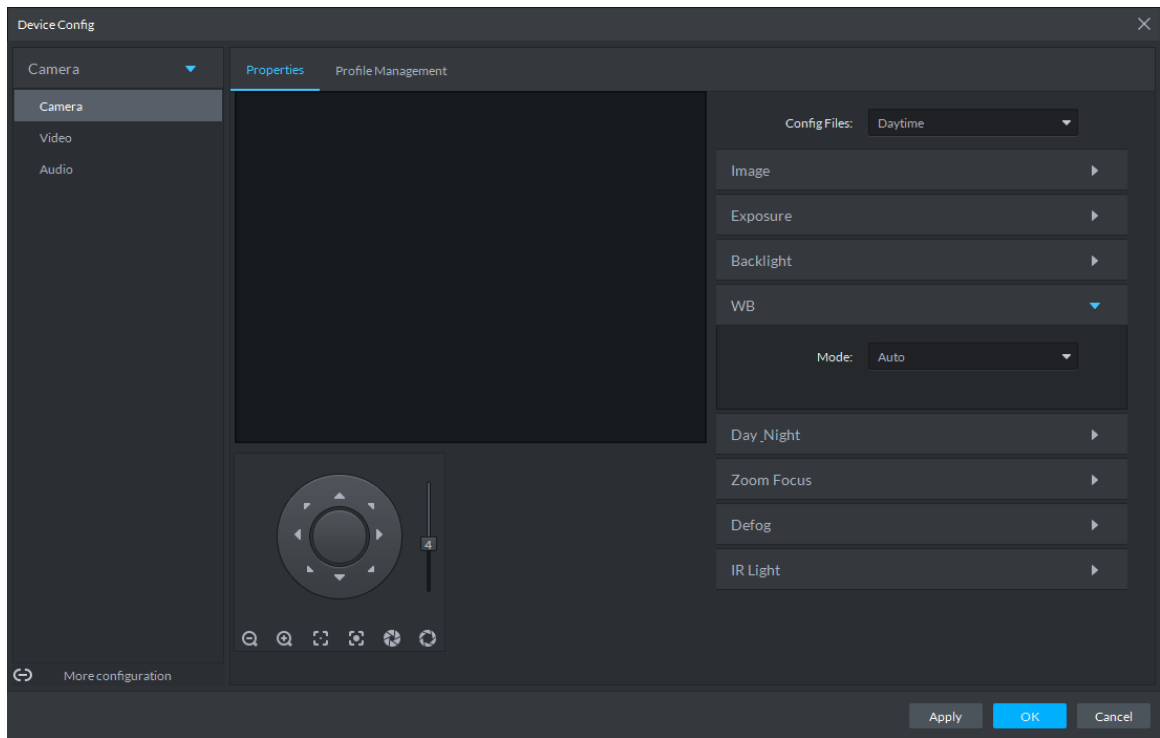 Device Config
Camera
Camera
Video
Audio
More configuration
Properties
Profile Management
Config Files: Daytime
Image
Exposure
Backlight
WB
Mode: Auto
Day_Night
Zoom Focus
Defog
IR Light
4
Apply
OK
Cancel